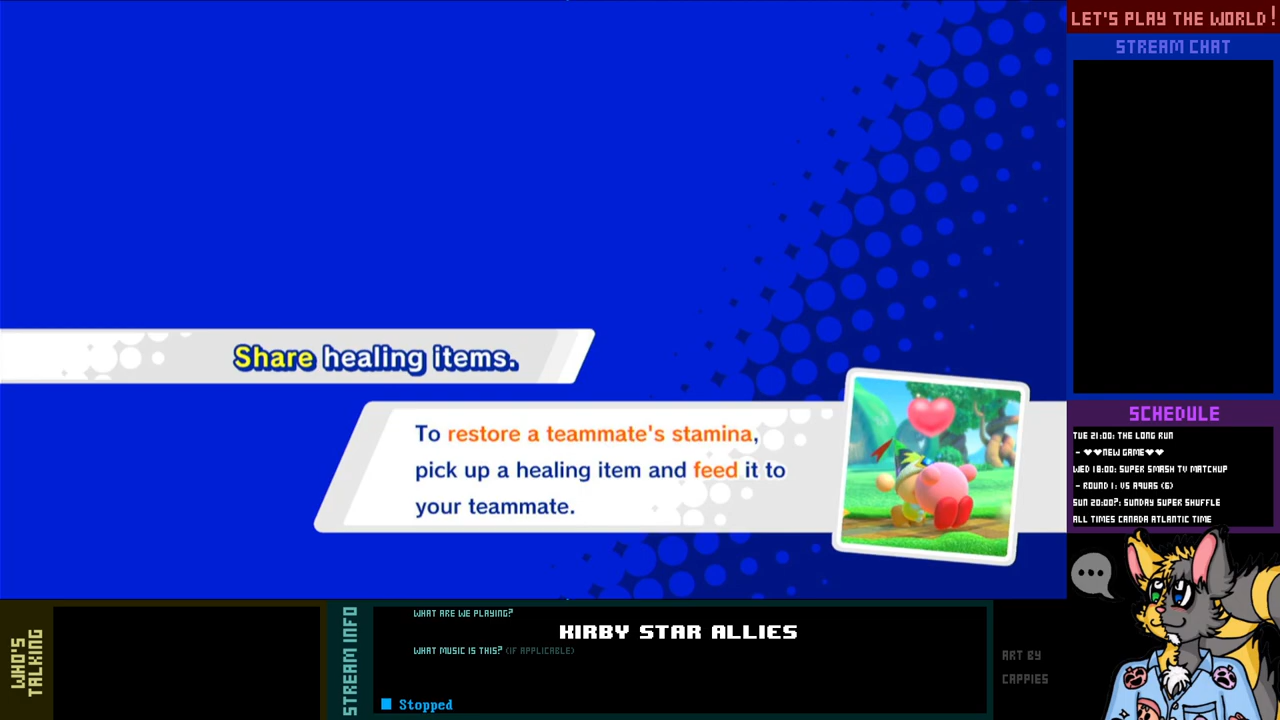 LET'S PLAY THE WORLD!
STREAM CHAT
Share healing items.
To restore a teammate's stamina,
pick up a healing item and feed it to
your teammate.
SCHEDULE
TUE 21:00: THE LONG RUN
- ♥♥NEW GAME♥♥
WED 18:00: SUPER SMASH TV MATCHUP
- ROUND 1: VS AQUAS (6)
SUN 20:00?: SUNDAY SUPER SHUFFLE
ALL TIMES CANADA ATLANTIC TIME
...
WHO'S
TALKING
STREAM INFO
WHAT ARE WE PLAYING?
KIRBY STAR ALLIES
WHAT MUSIC IS THIS? (IF APPLICABLE)
Stopped
ART BY
CAPPIES